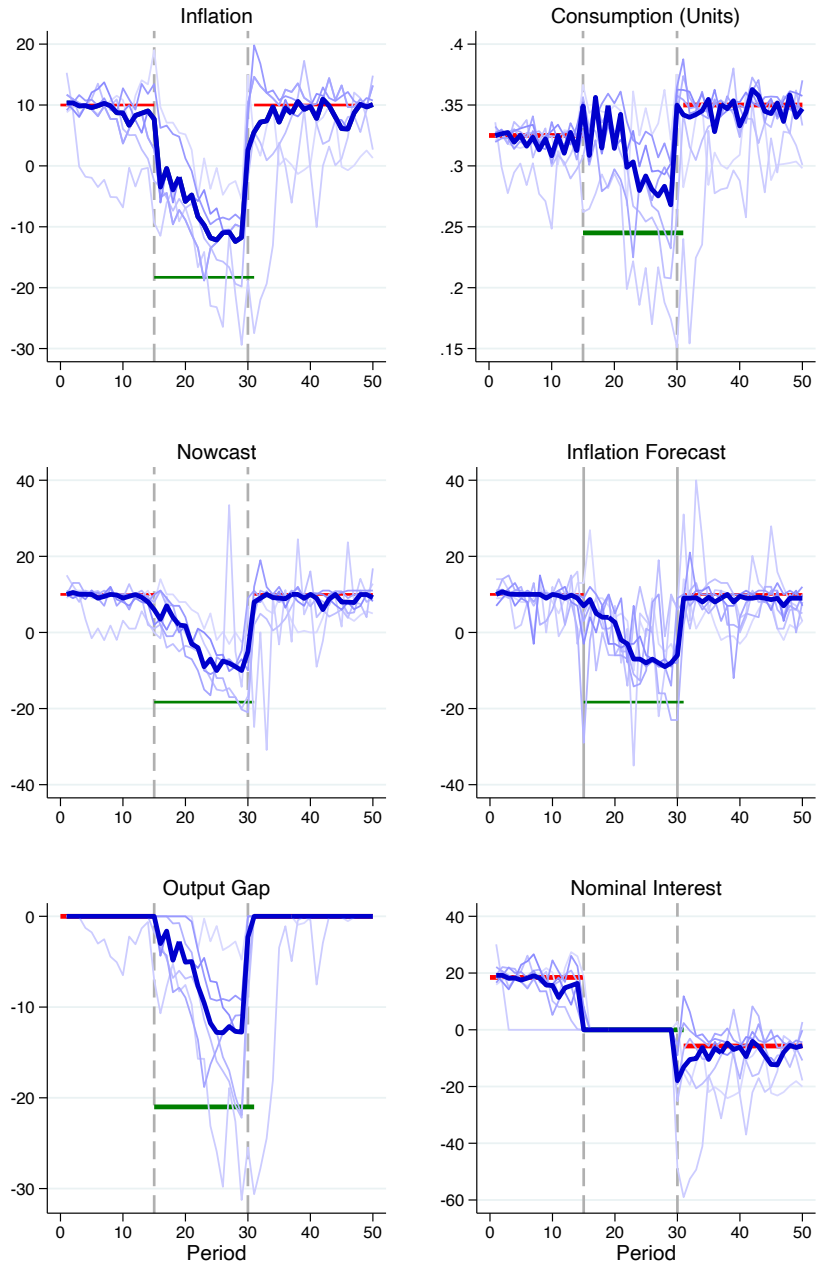 Inflation
20
10
0
-10
-20
-30
0 10 20 30 40 50
Consumption (Units)
.4
.35
.3
.25
.2
.15
0 10 20 30 40 50
Nowcast
40
20
0
-20
-40
0 10 20 30 40 50
Inflation Forecast
40
20
0
-20
-40
0 10 20 30 40 50
Output Gap
0
-10
-20
-30
0 10 20 30 40 50
Period
Nominal Interest
40
20
0
-20
-40
-60
0 10 20 30 40 50
Period